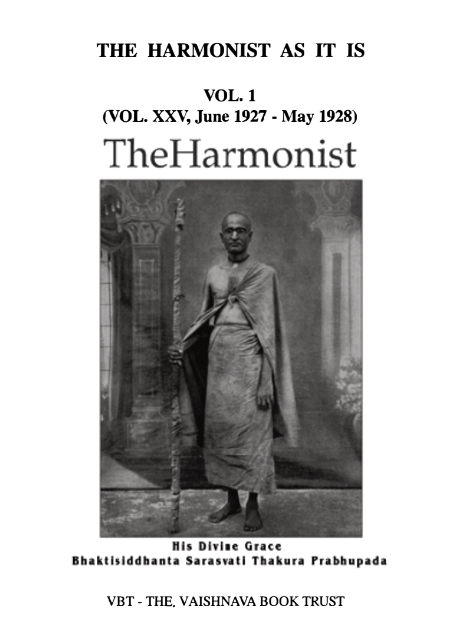 THE HARMONIST AS IT IS
VOL. 1
(VOL. XXV, June 1927 - May 1928)
TheHarmonist
His Divine Grace
Bhaktisiddhanta Sarasvati Thakura Prabhupada
VBT - THE, VAISHNAVA BOOK TRUST